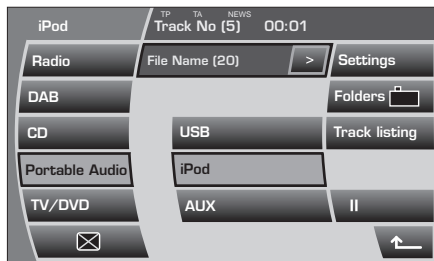 TP TA NEWS
iPod Track No (5) 00:01
Radio File Name (20) > Settings
DAB Folders
CD USB Track listing
Portable Audio iPod
TV/DVD AUX II